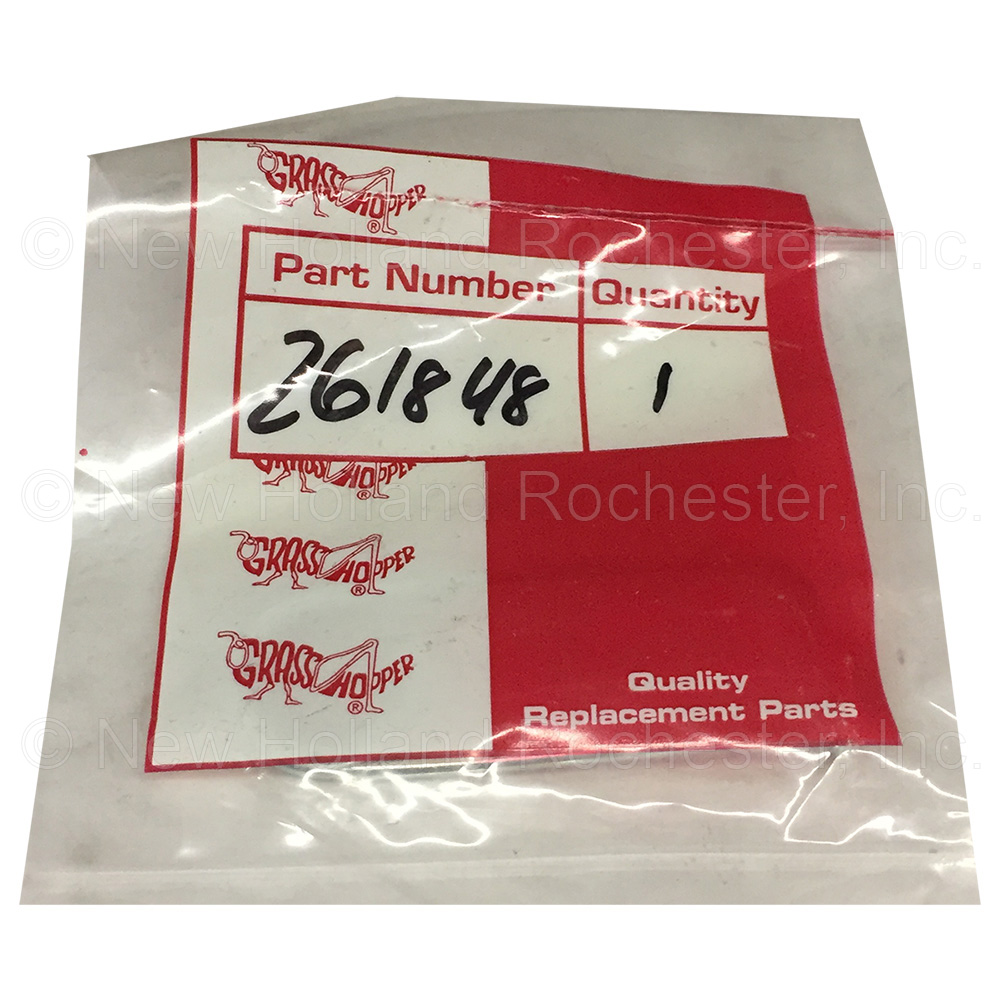 GRASSHOPPER®
© New Holland Rochester, Inc.
Part Number Quantity
261848 1
GRASSHOPPER®
© New Holland Rochester, Inc.
GRASSHOPPER®
GRASSHOPPER®
Quality
Replacement Parts
© New Holland Rochester, Inc.